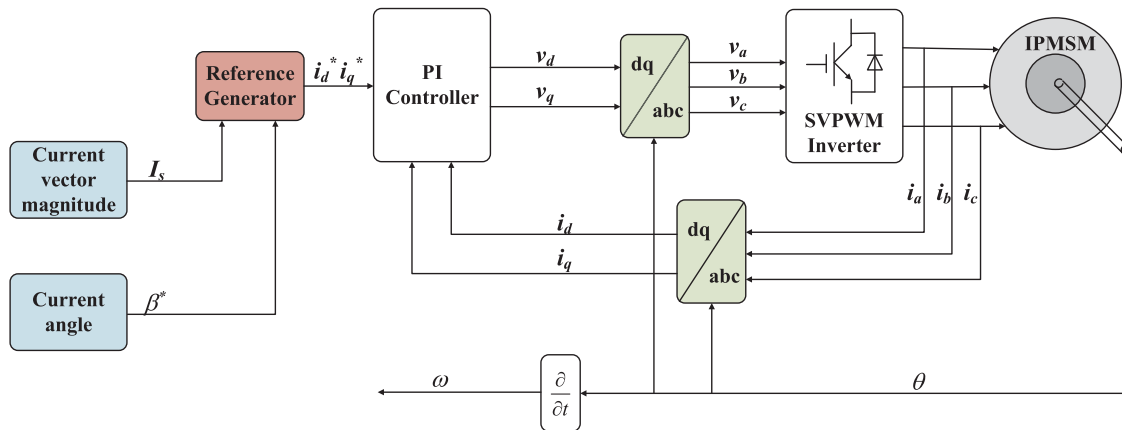 Reference
Generator
i_d^* i_q^*
PI
Controller
v_d
v_q
dq
abc
v_a
v_b
v_c
SVPWM
Inverter
IPMSM
Current
vector
magnitude
I_s
i_a
i_b
i_c
i_d
i_q
dq
abc
Current
angle
β^*
ω
∂
∂t
θ